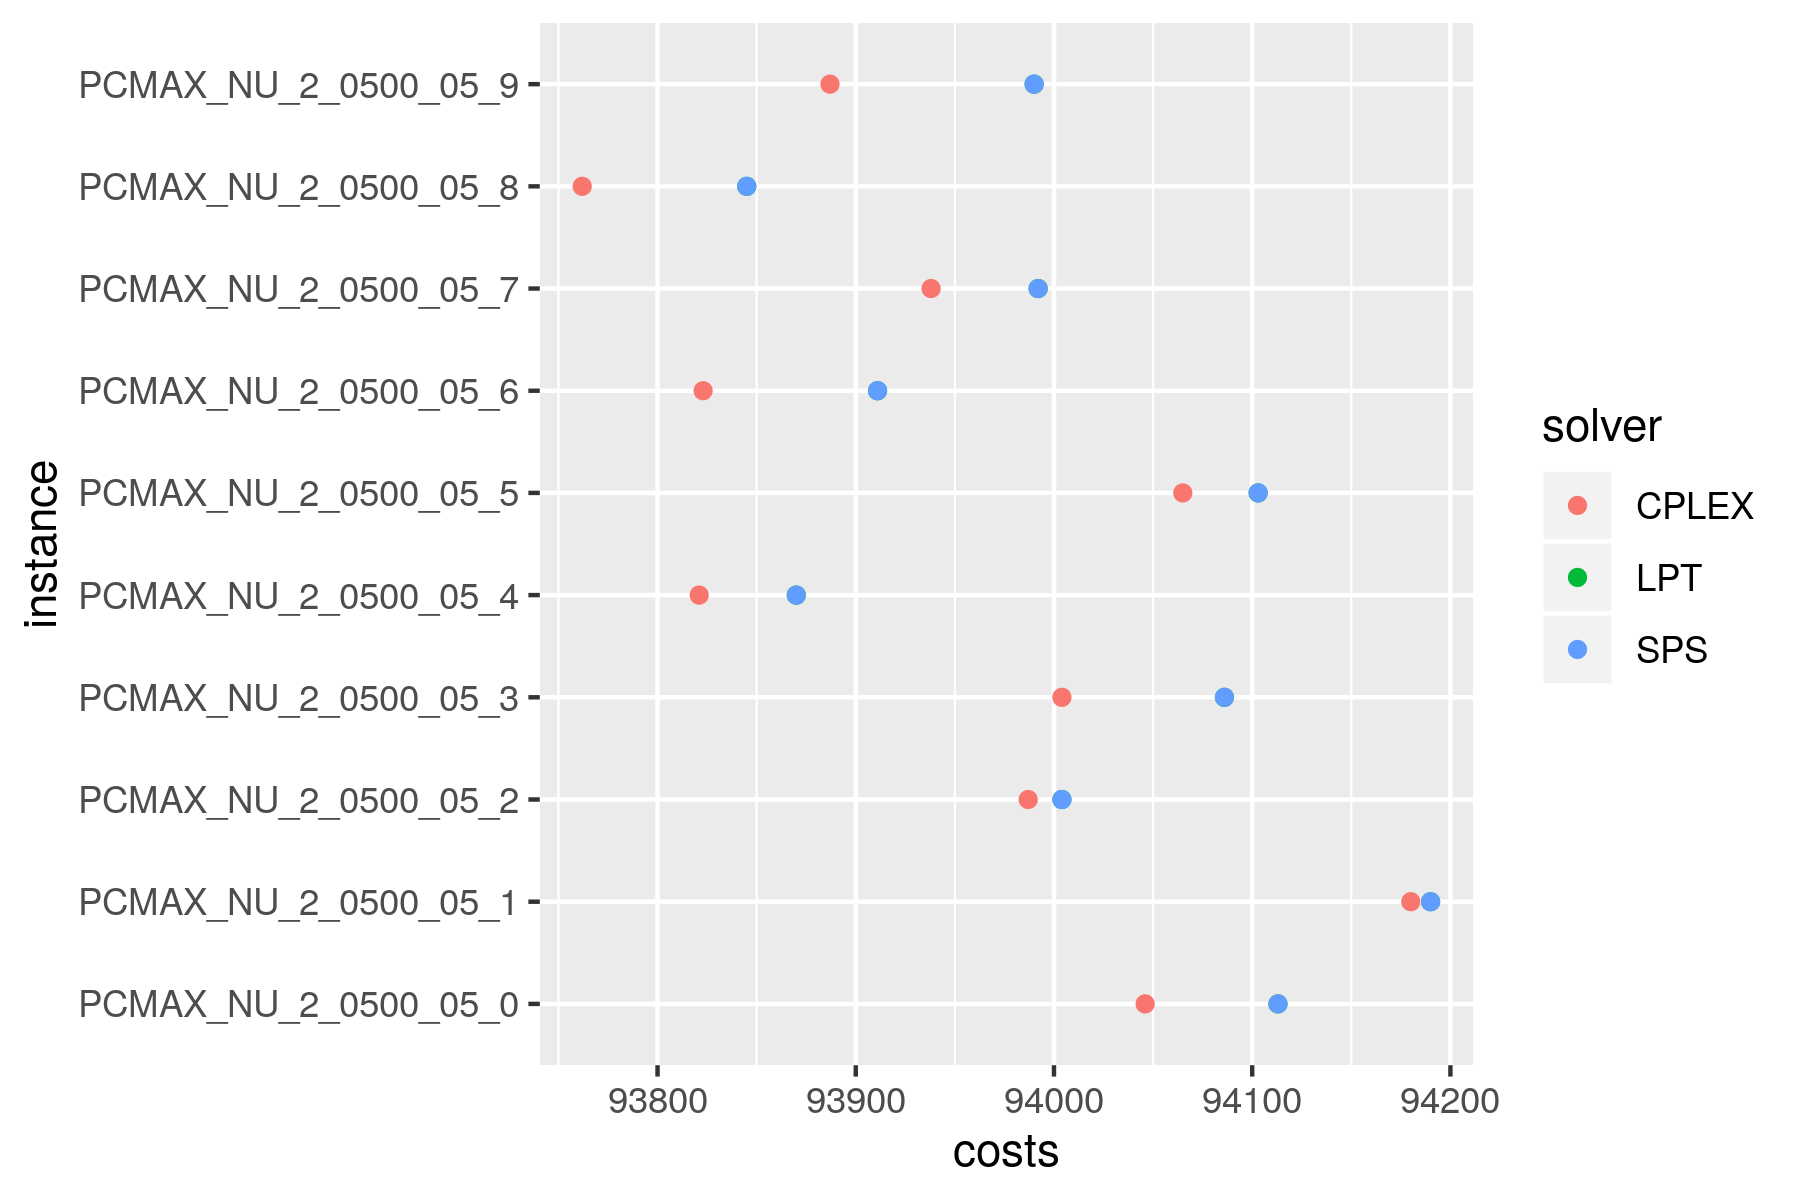 PCMAX_NU_2_0500_05_9
PCMAX_NU_2_0500_05_8
PCMAX_NU_2_0500_05_7
PCMAX_NU_2_0500_05_6
PCMAX_NU_2_0500_05_5
PCMAX_NU_2_0500_05_4
PCMAX_NU_2_0500_05_3
PCMAX_NU_2_0500_05_2
PCMAX_NU_2_0500_05_1
PCMAX_NU_2_0500_05_0
instance
93800 93900 94000 94100 94200
costs
solver
CPLEX
LPT
SPS